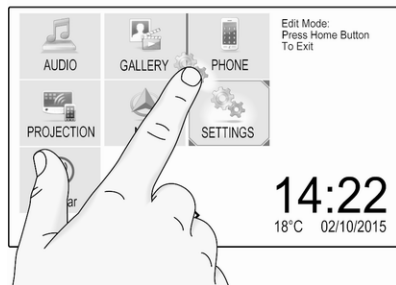 Edit Mode:
Press Home Button
To Exit
AUDIO
GALLERY
PHONE
PROJECTION
SETTINGS
14:22
18°C 02/10/2015